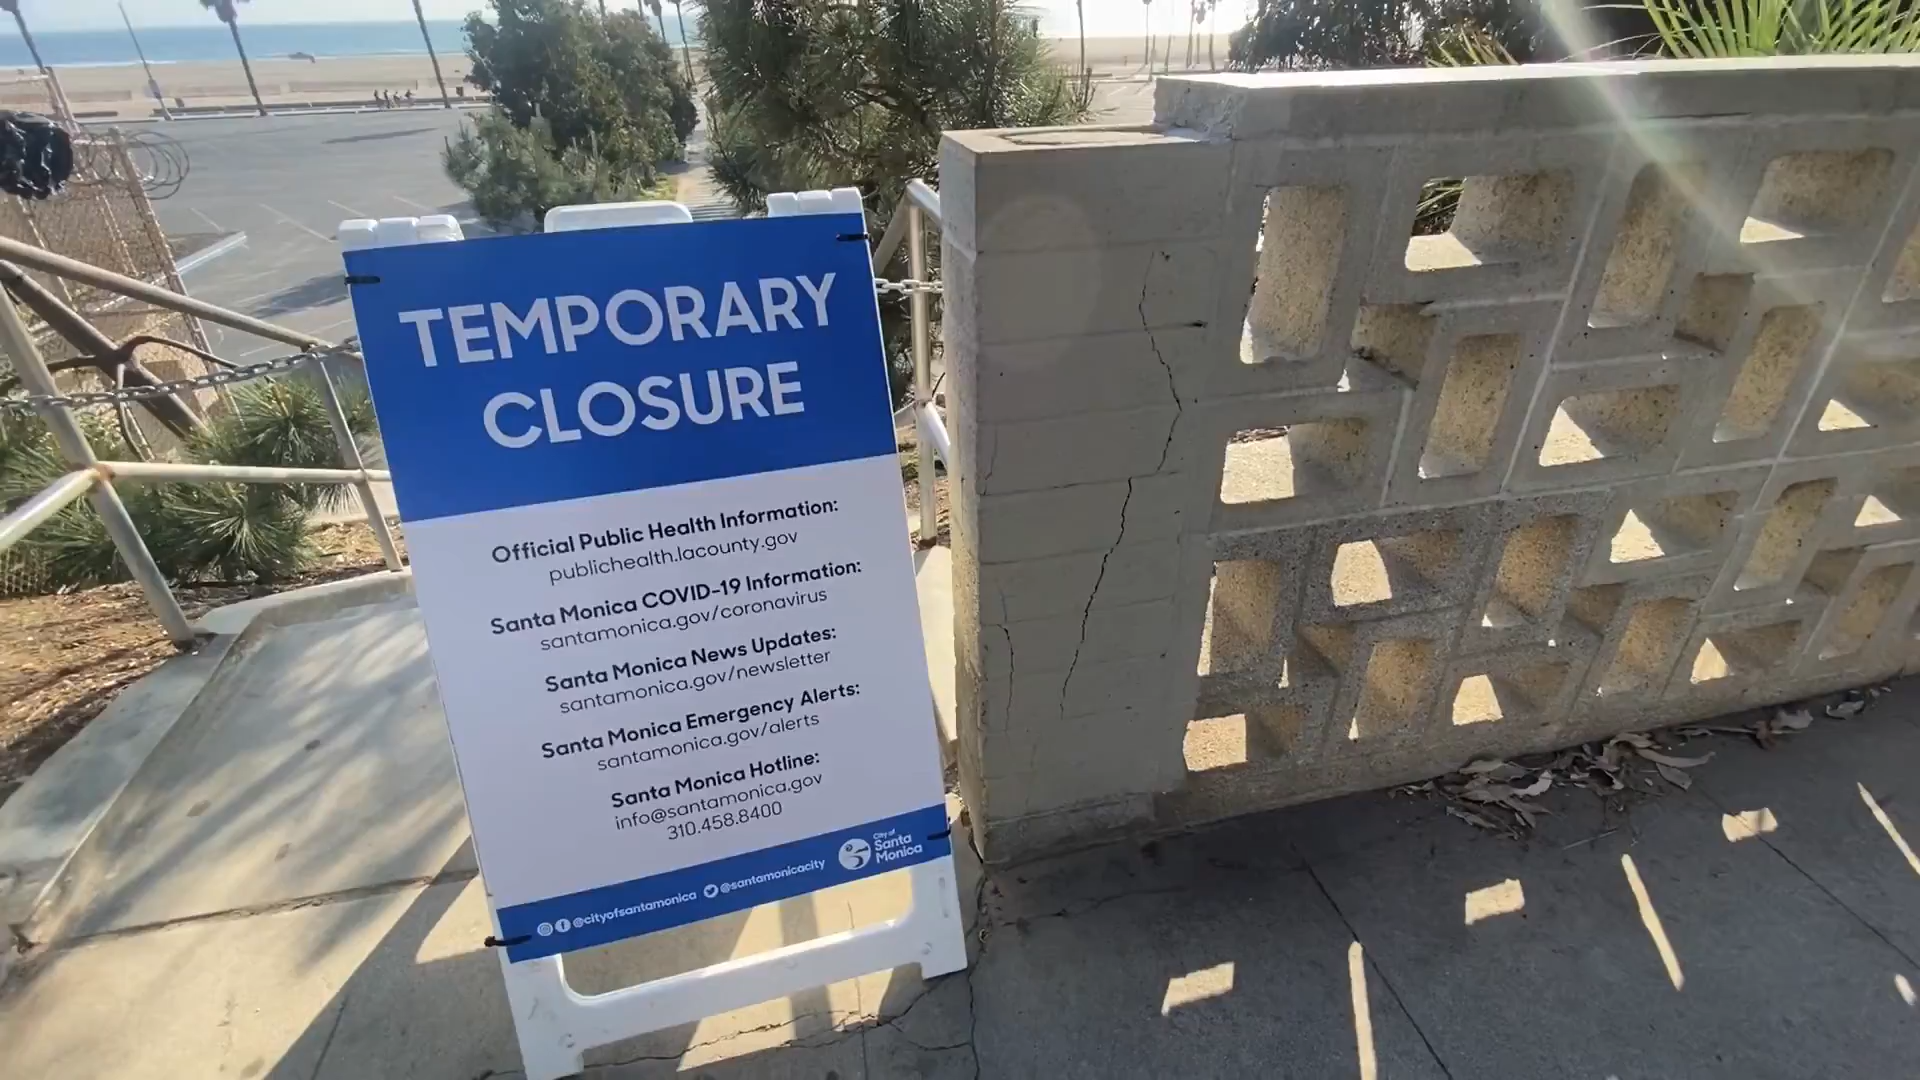 TEMPORARY
CLOSURE
Official Public Health Information:
publichealth.lacounty.gov
Santa Monica COVID-19 Information:
santamonica.gov/coronavirus
Santa Monica News Updates:
santamonica.gov/newsletter
Santa Monica Emergency Alerts:
santamonica.gov/alerts
Santa Monica Hotline:
info@santamonica.gov
310.458.8400
@cityofsantamonica @santamonicacity
City of
Santa
Monica